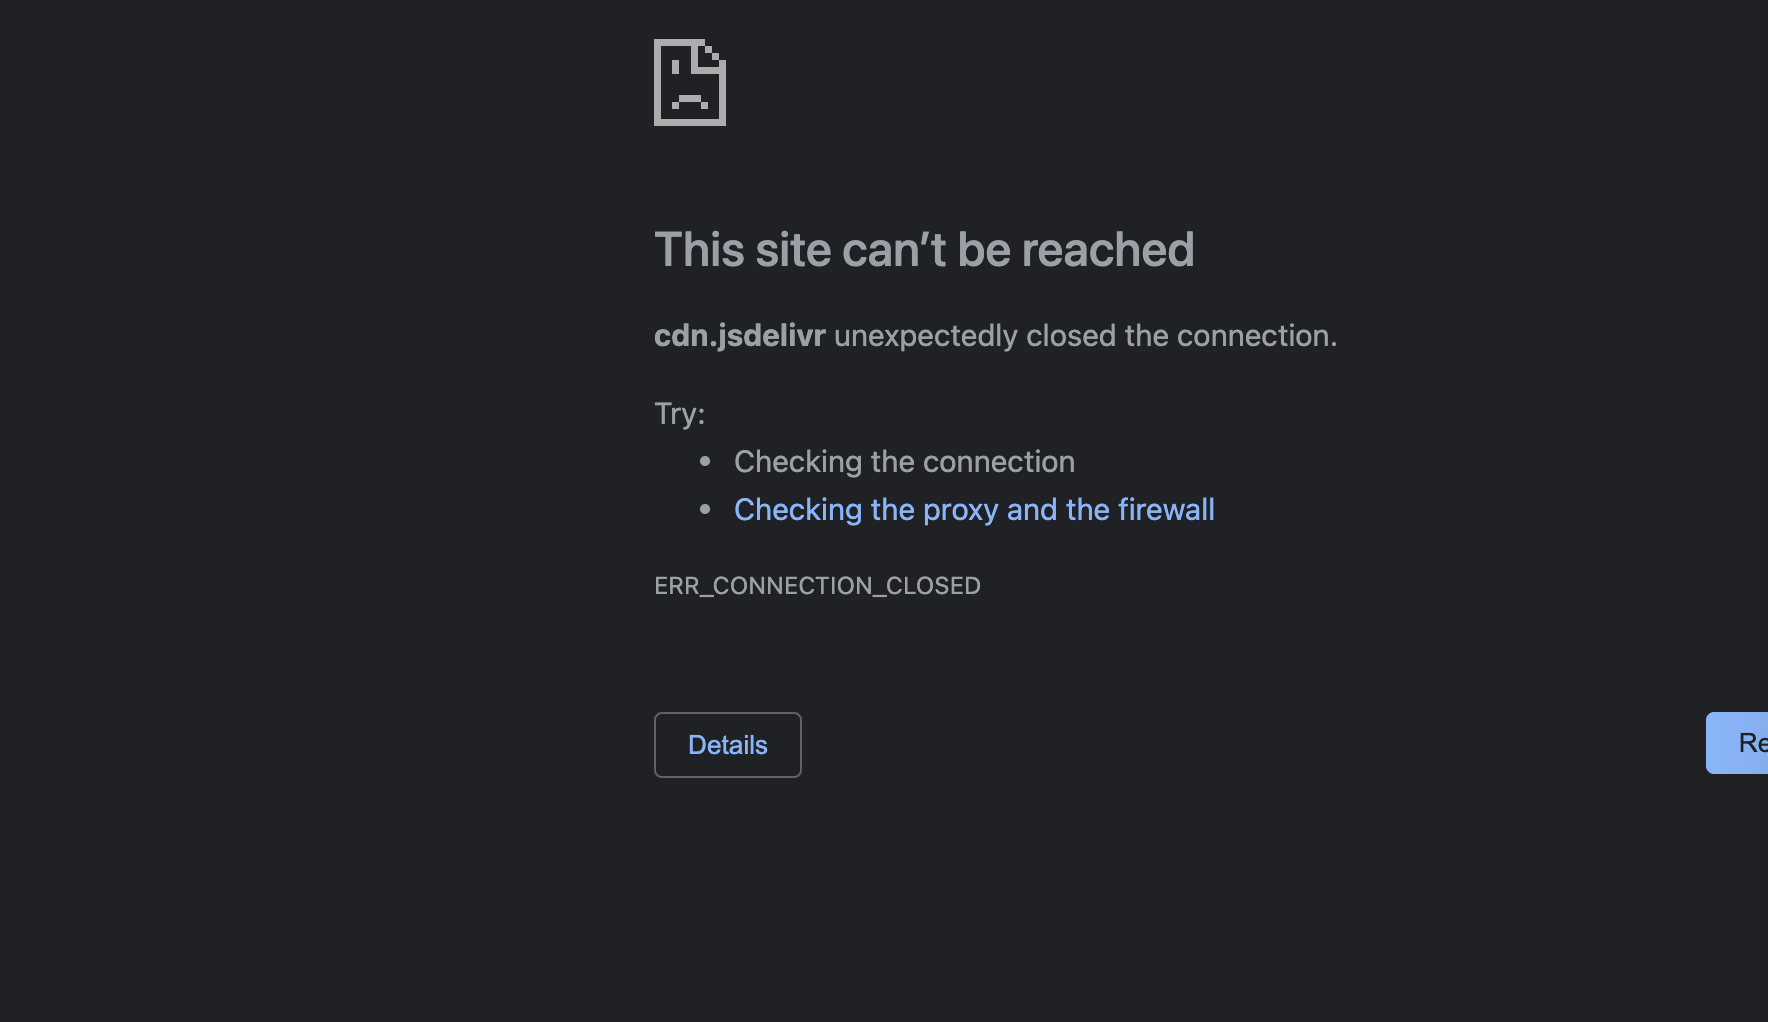 This site can’t be reached
cdn.jsdelivr unexpectedly closed the connection.
Try:
• Checking the connection
• Checking the proxy and the firewall
ERR_CONNECTION_CLOSED
Details
Re